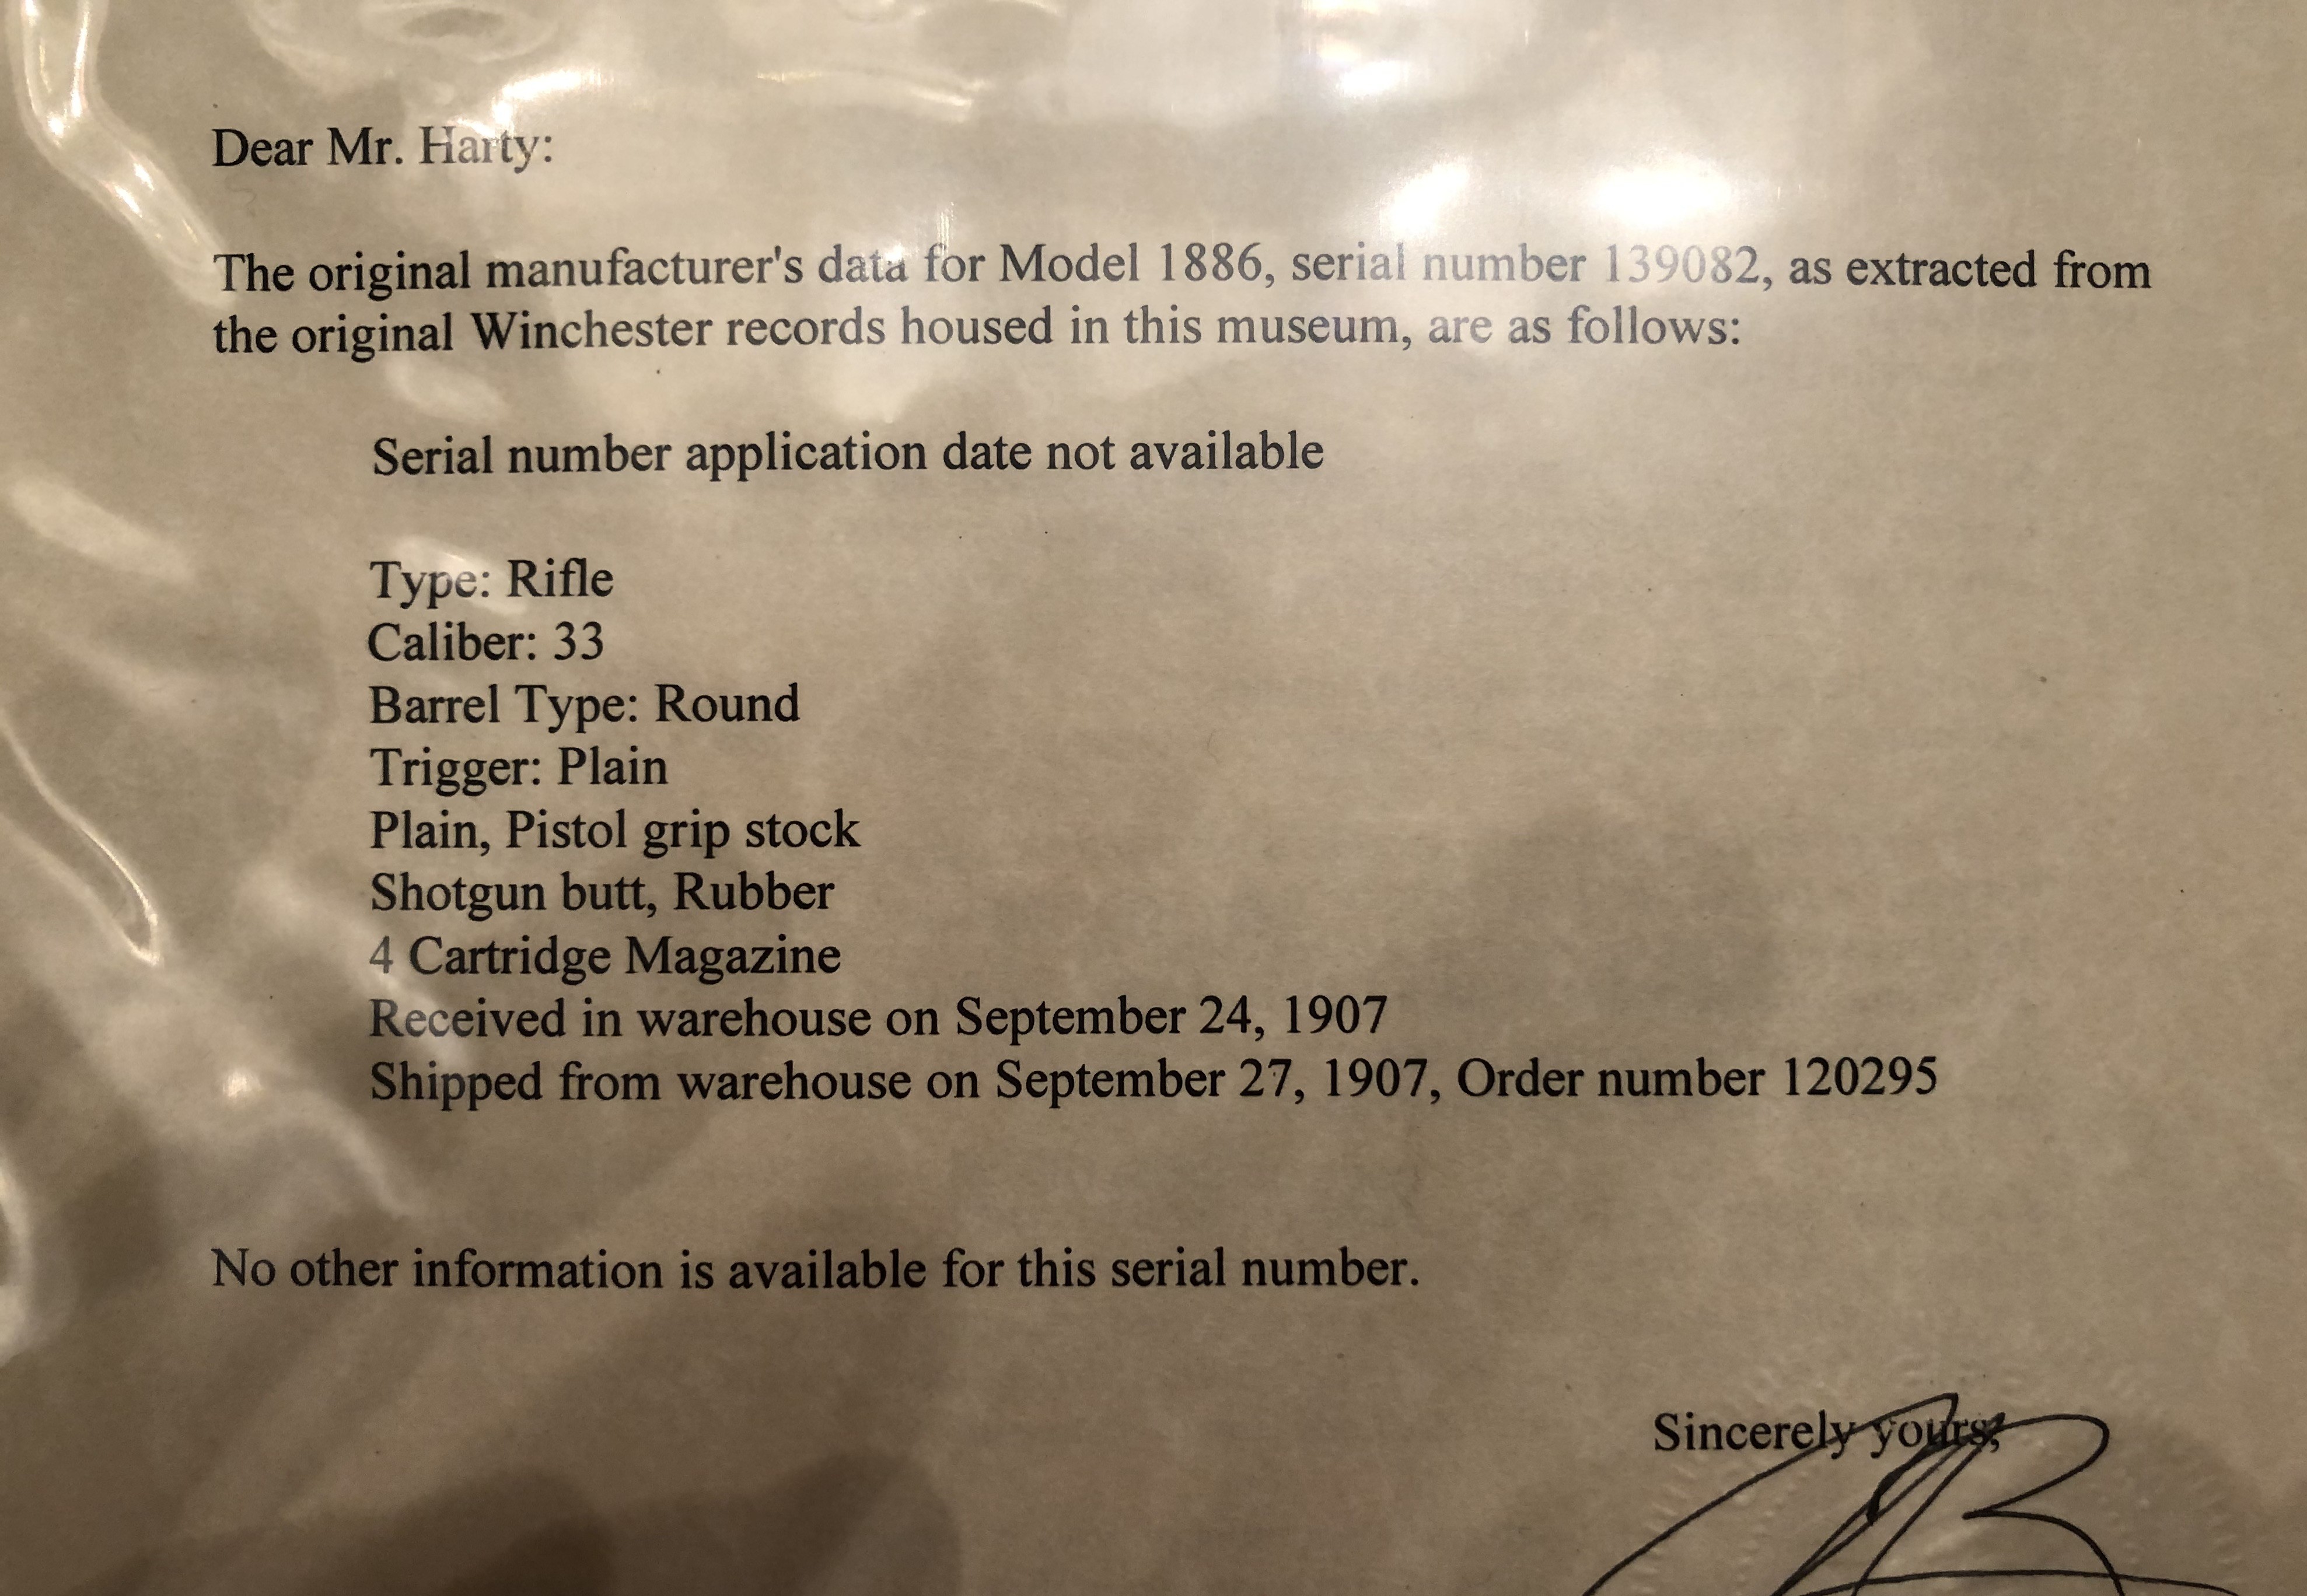 Dear Mr. Harty:
The original manufacturer's data for Model 1886, serial number 139082, as extracted from
the original Winchester records housed in this museum, are as follows:
Serial number application date not available
Type: Rifle
Caliber: 33
Barrel Type: Round
Trigger: Plain
Plain, Pistol grip stock
Shotgun butt, Rubber
4 Cartridge Magazine
Received in warehouse on September 24, 1907
Shipped from warehouse on September 27, 1907, Order number 120295
No other information is available for this serial number.
Sincerely yours,